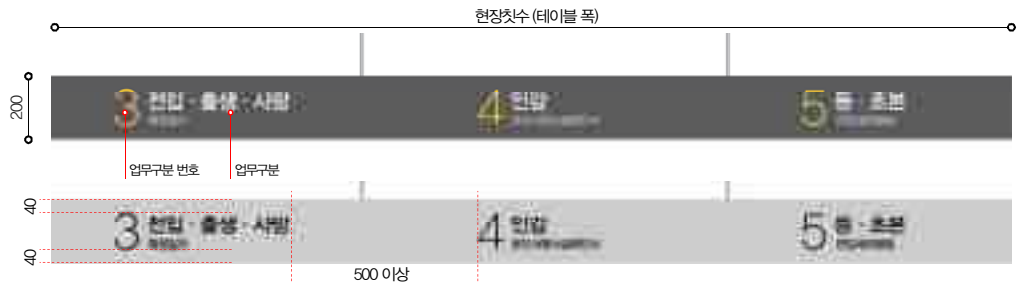 현장칫수 (테이블 폭)
200
3 전입 · 출생 · 사망
4 인감
5 등 · 초본
업무구분 번호
업무구분
40
3 전입 · 출생 · 사망
4 인감
5 등 · 초본
40
500 이상